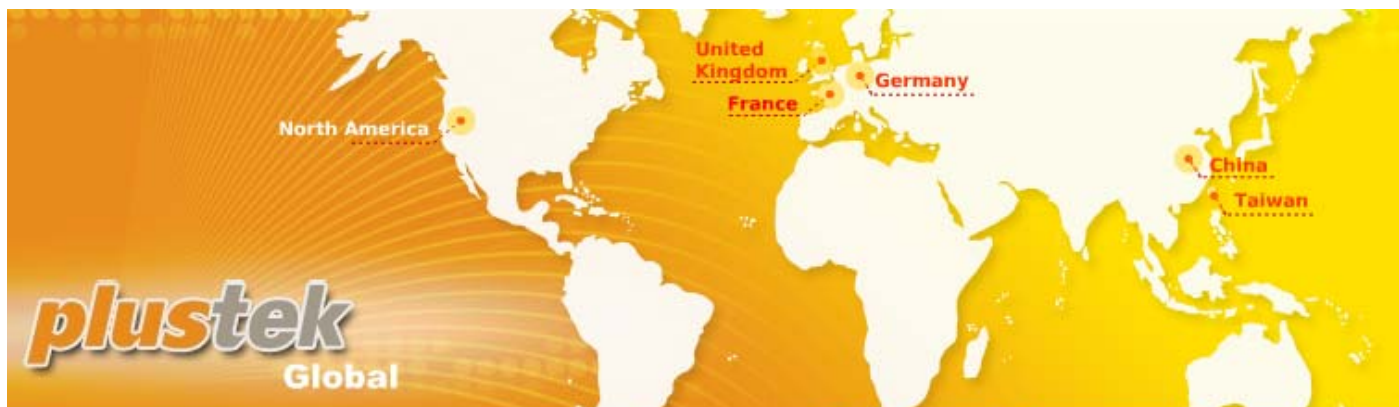 United
Kingdom
Germany
France
North America
China
Taiwan
plustek
Global